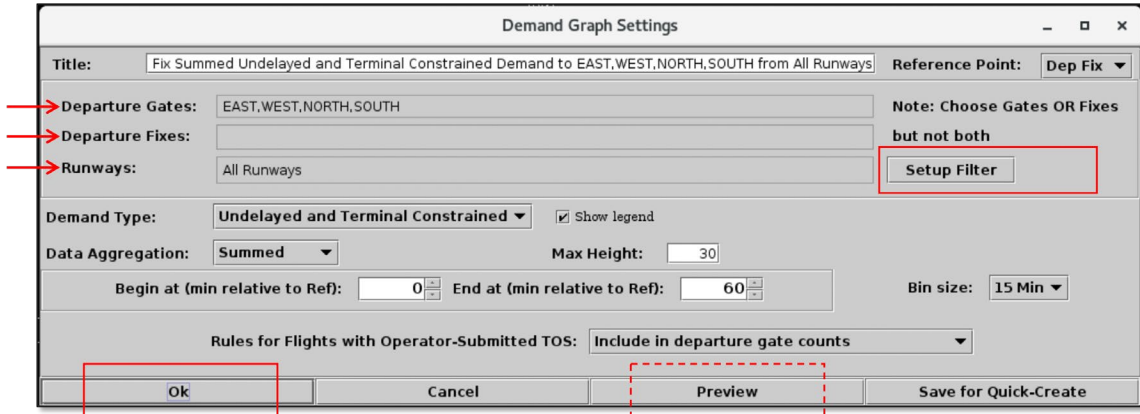 Demand Graph Settings
Title: Fix Summed Undelayed and Terminal Constrained Demand to EAST,WEST,NORTH,SOUTH from All Runways Reference Point: Dep Fix
Departure Gates: EAST,WEST,NORTH,SOUTH Note: Choose Gates OR Fixes
Departure Fixes: but not both
Runways: All Runways Setup Filter
Demand Type: Undelayed and Terminal Constrained Show legend
Data Aggregation: Summed Max Height: 30
Begin at (min relative to Ref): 0 End at (min relative to Ref): 60 Bin size: 15 Min
Rules for Flights with Operator-Submitted TOS: Include in departure gate counts
Ok Cancel Preview Save for Quick-Create